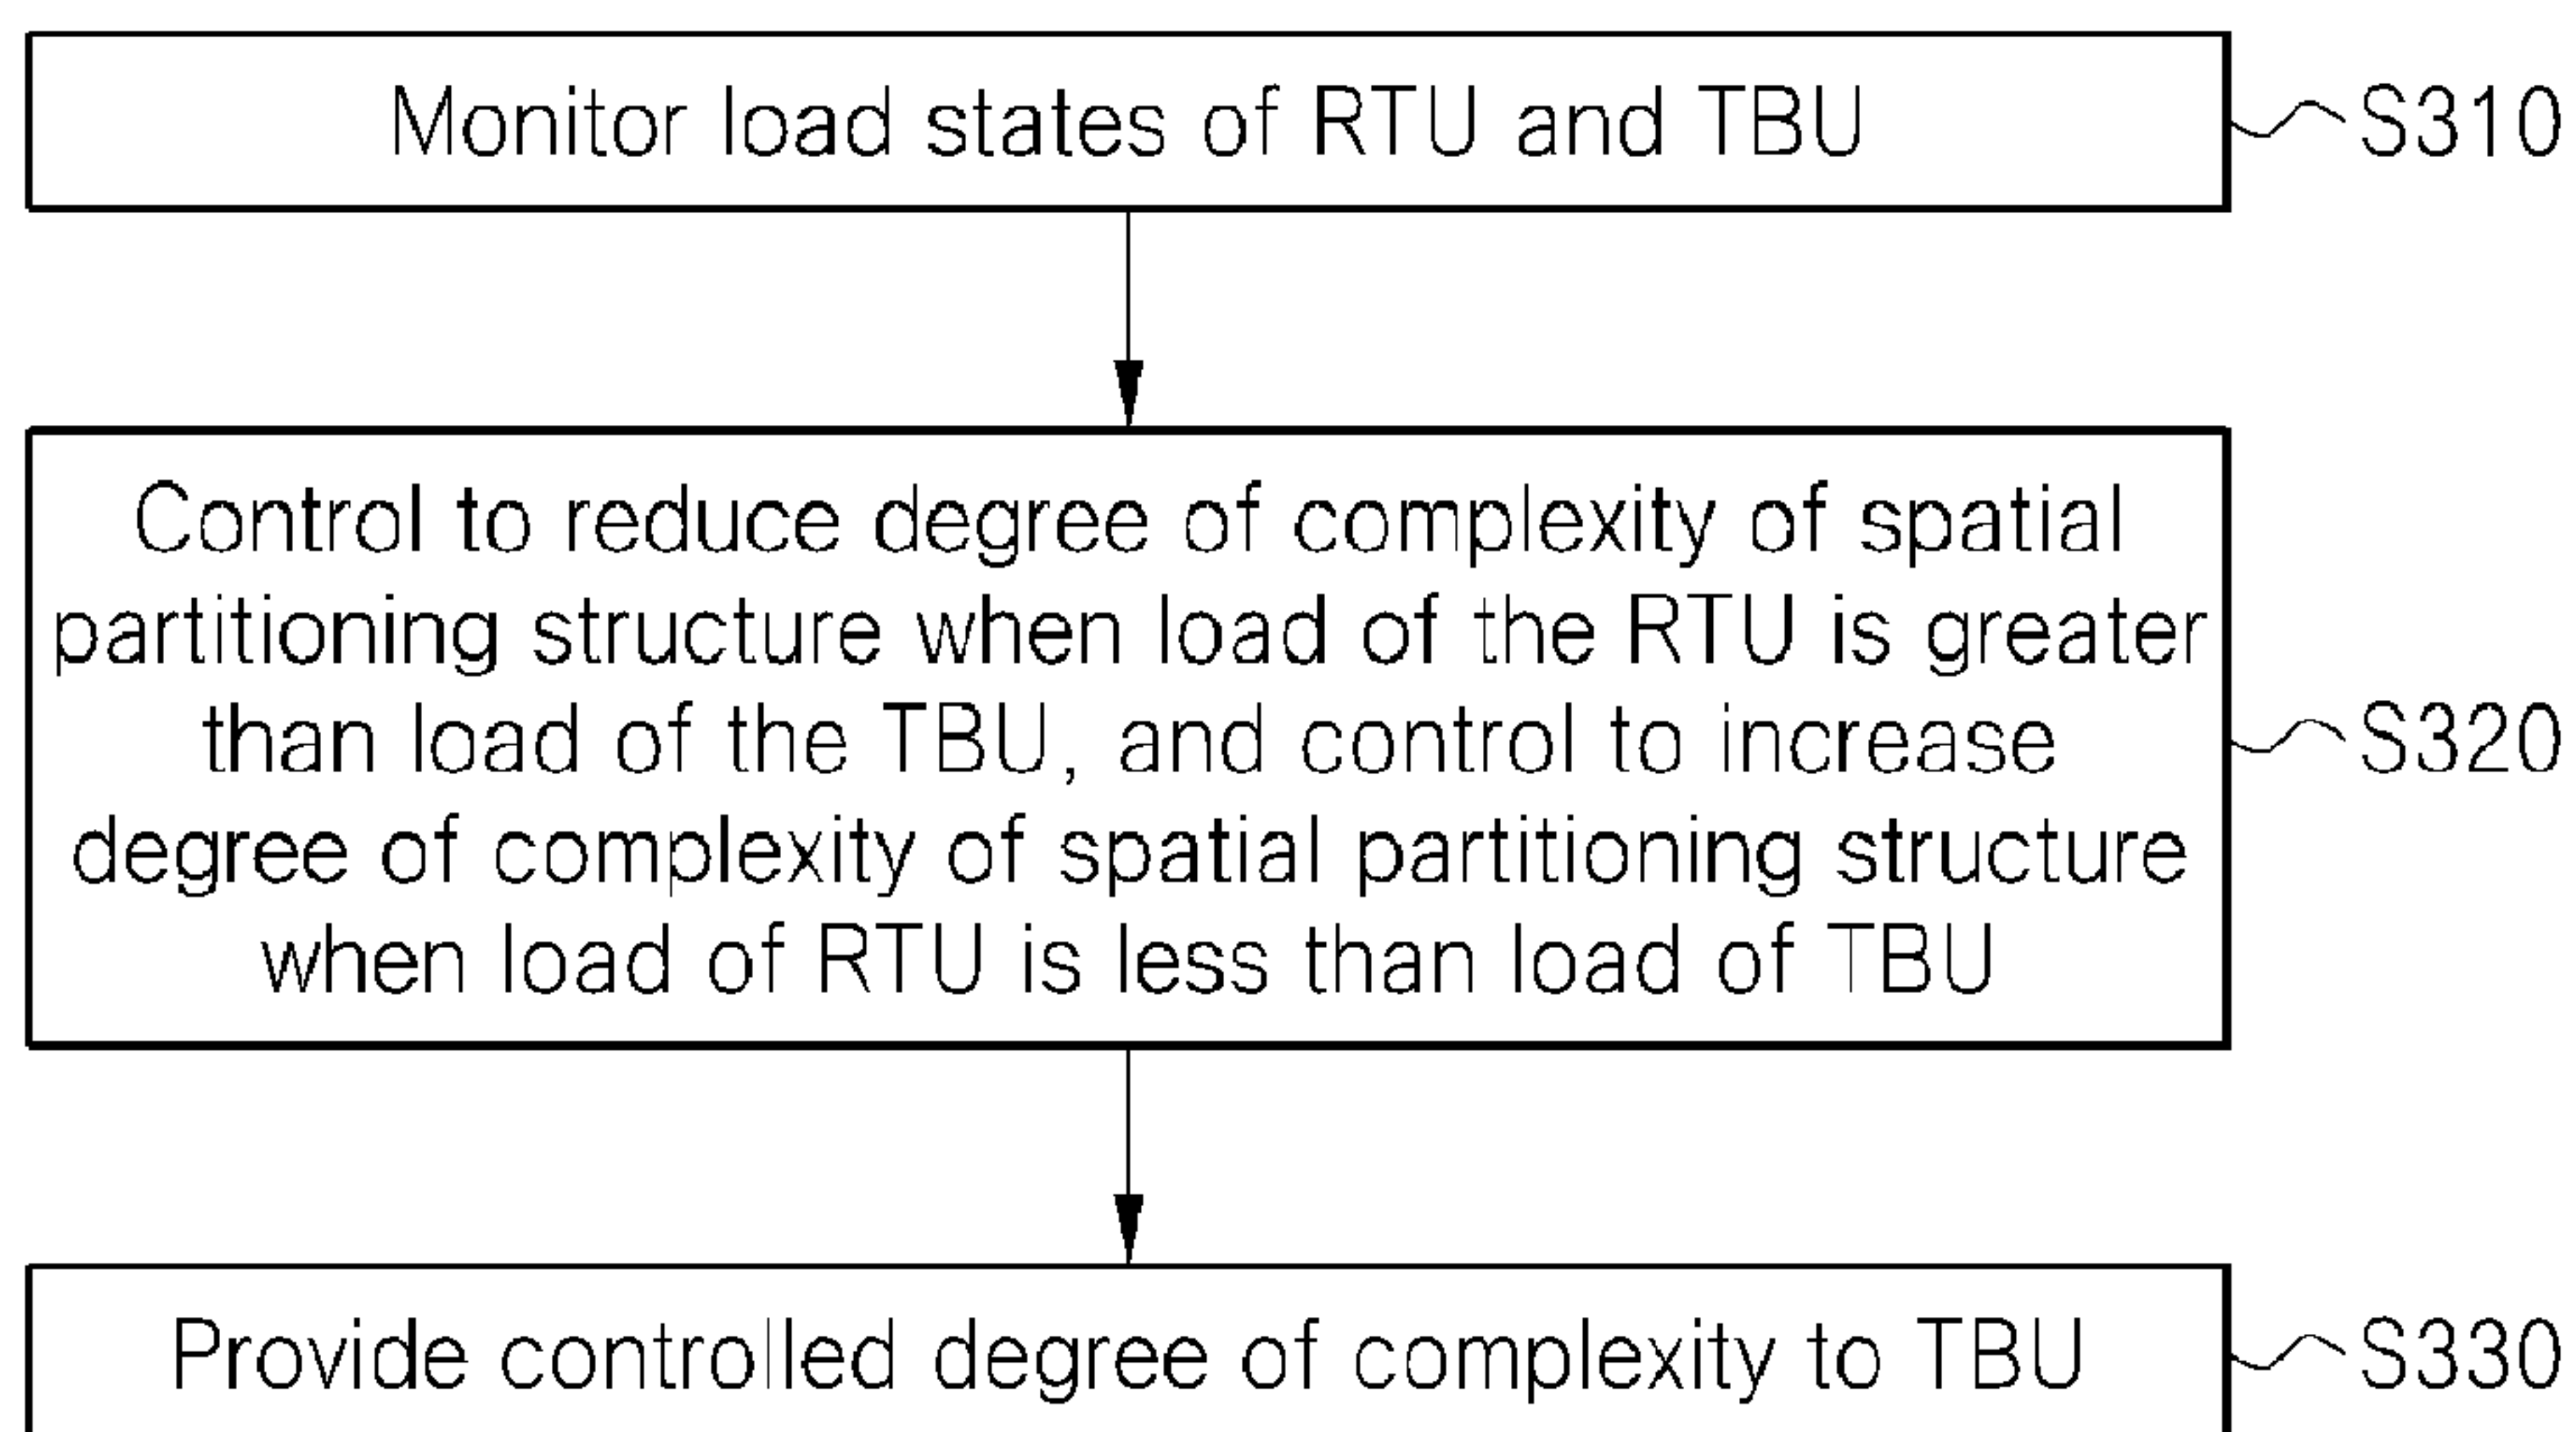 Monitor load states of RTU and TBU
S310
Control to reduce degree of complexity of spatial
partitioning structure when load of the RTU is greater
than load of the TBU, and control to increase
degree of complexity of spatial partitioning structure
when load of RTU is less than load of TBU
S320
Provide controlled degree of complexity to TBU
S330